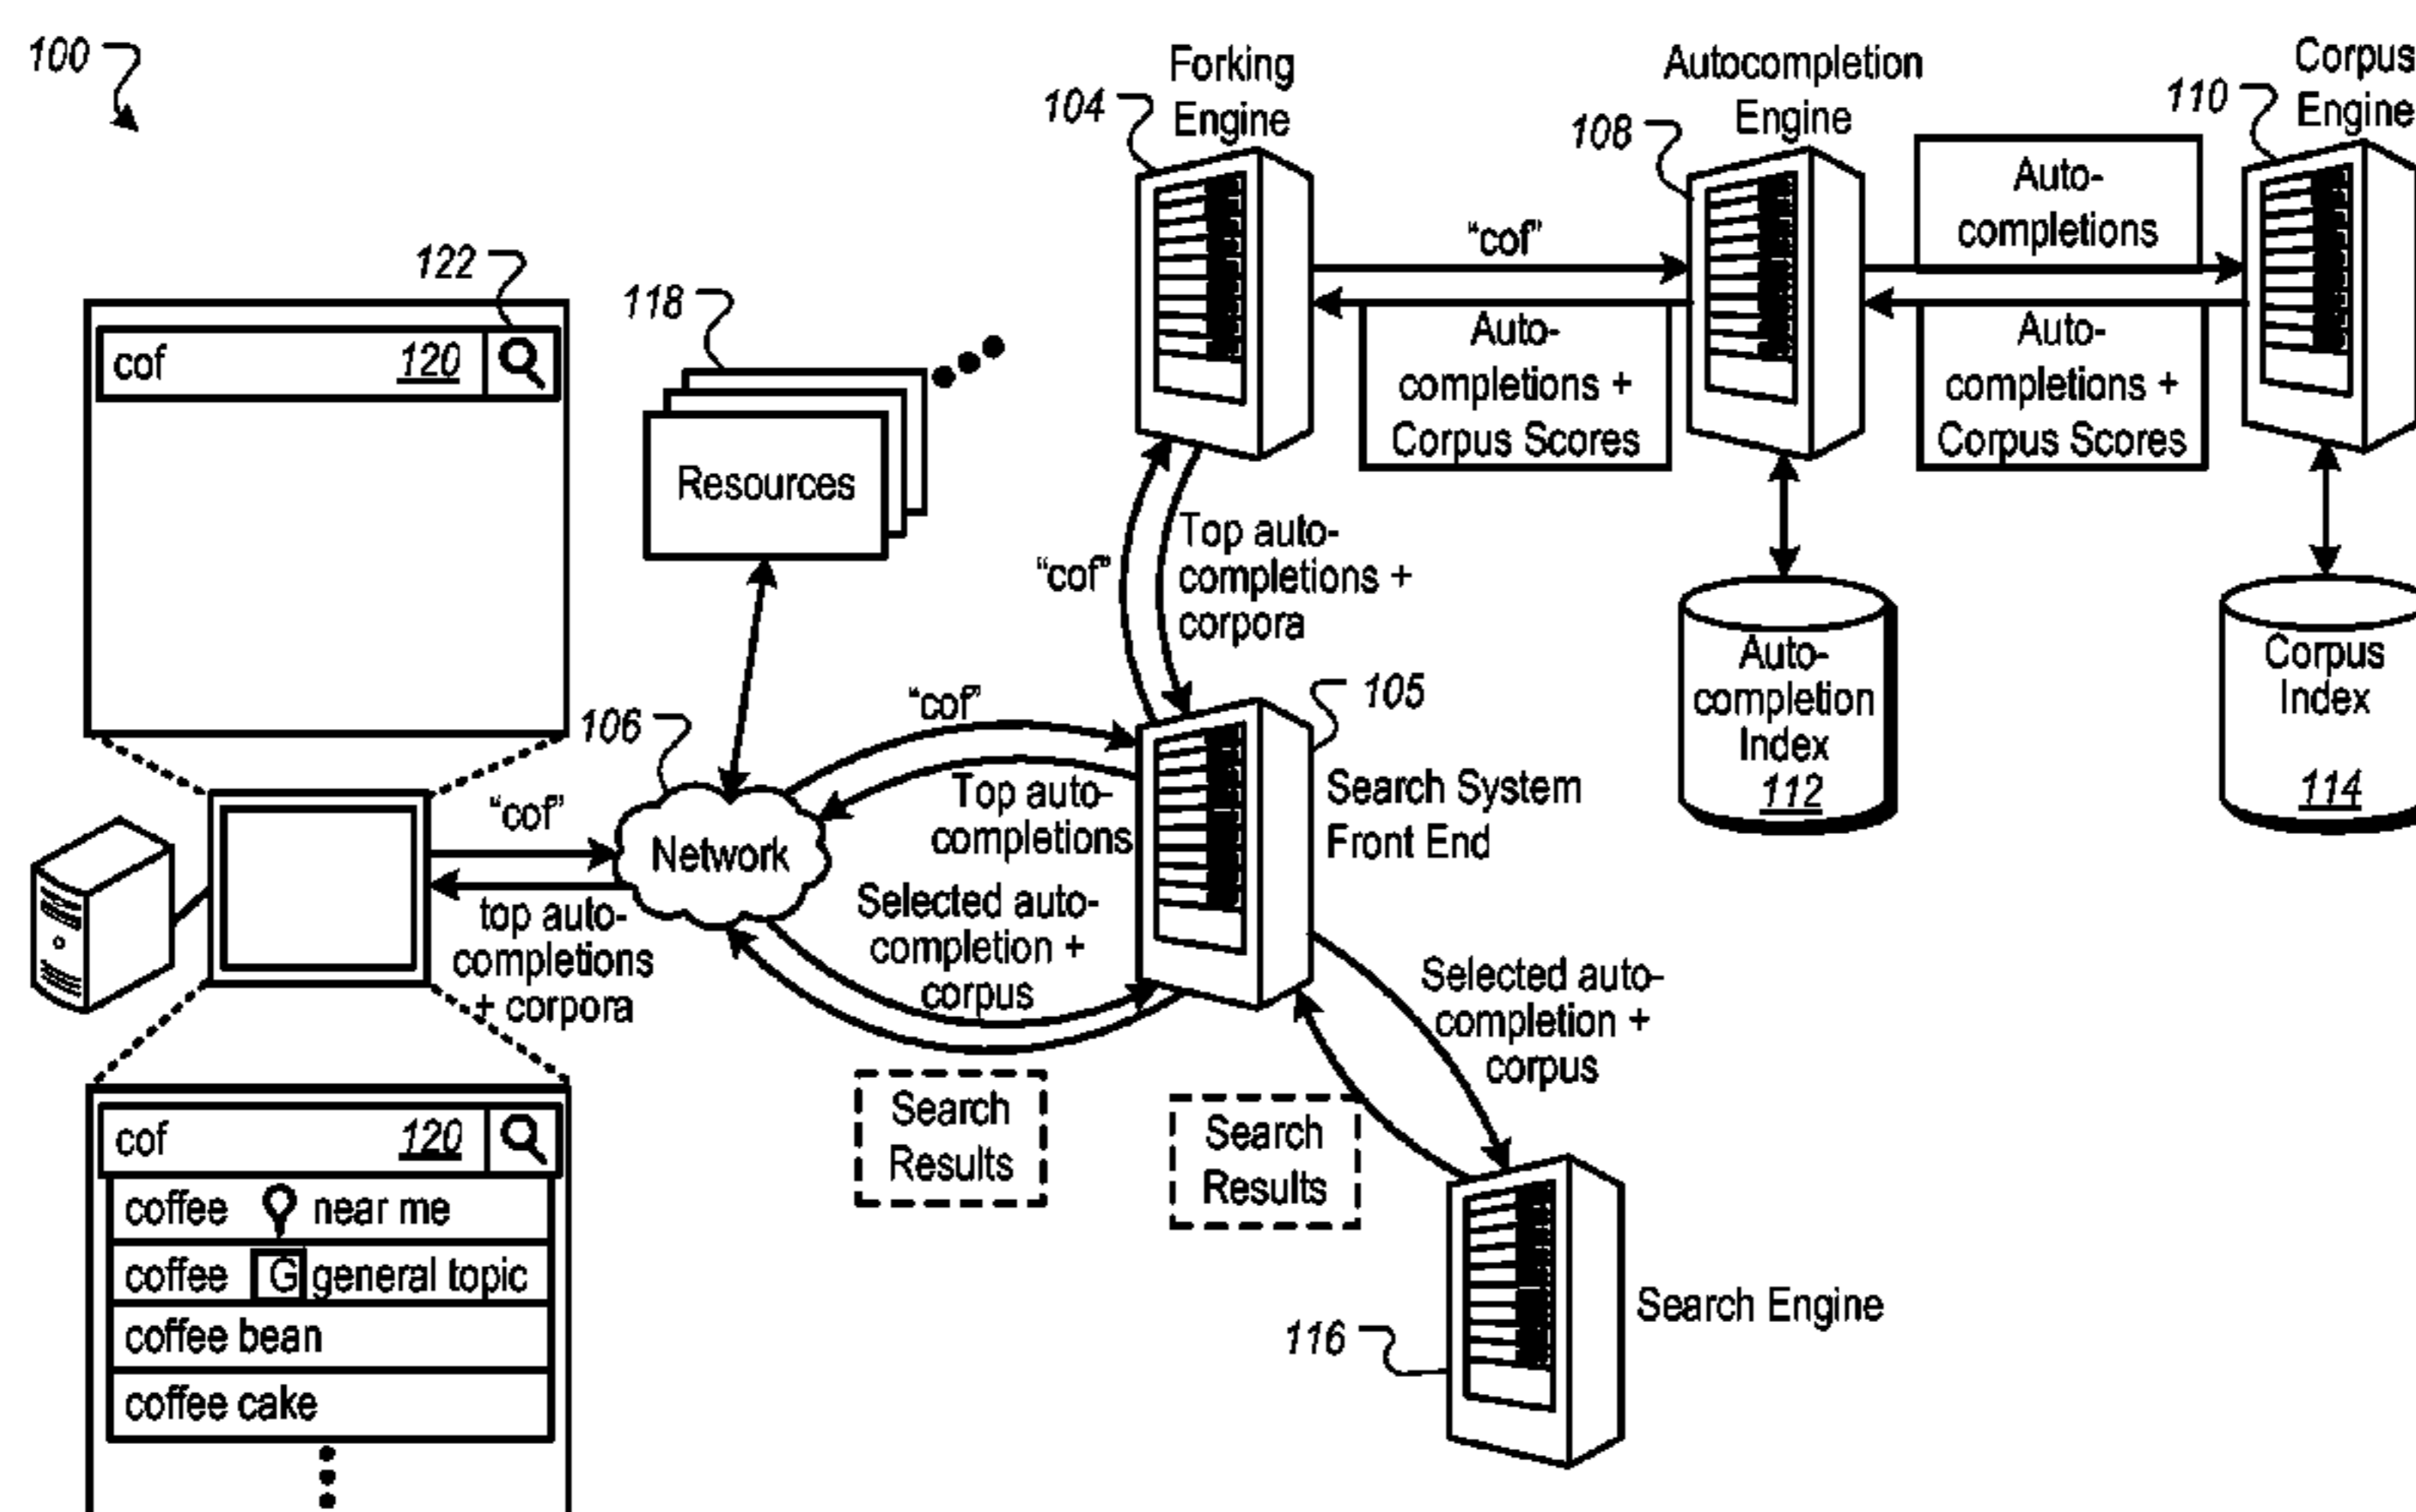 100
Forking
Engine
104
Autocompletion
Engine
108
Corpus
Engine
110
Auto-
completions
"cof"
Auto-
completions +
Corpus Scores
Auto-
completions +
Corpus Scores
122
cof 120
118
Resources
"cof"
Top auto-
completions +
corpora
Auto-
completion
Index
112
Corpus
Index
114
106
"cof"
105
Search System
Front End
Top auto-
completions
"cof"
Network
top auto-
completions
+ corpora
Selected auto-
completion +
corpus
Selected auto-
completion +
corpus
Search
Results
Search
Results
cof 120
coffee near me
coffee G general topic
coffee bean
coffee cake
Search Engine
116